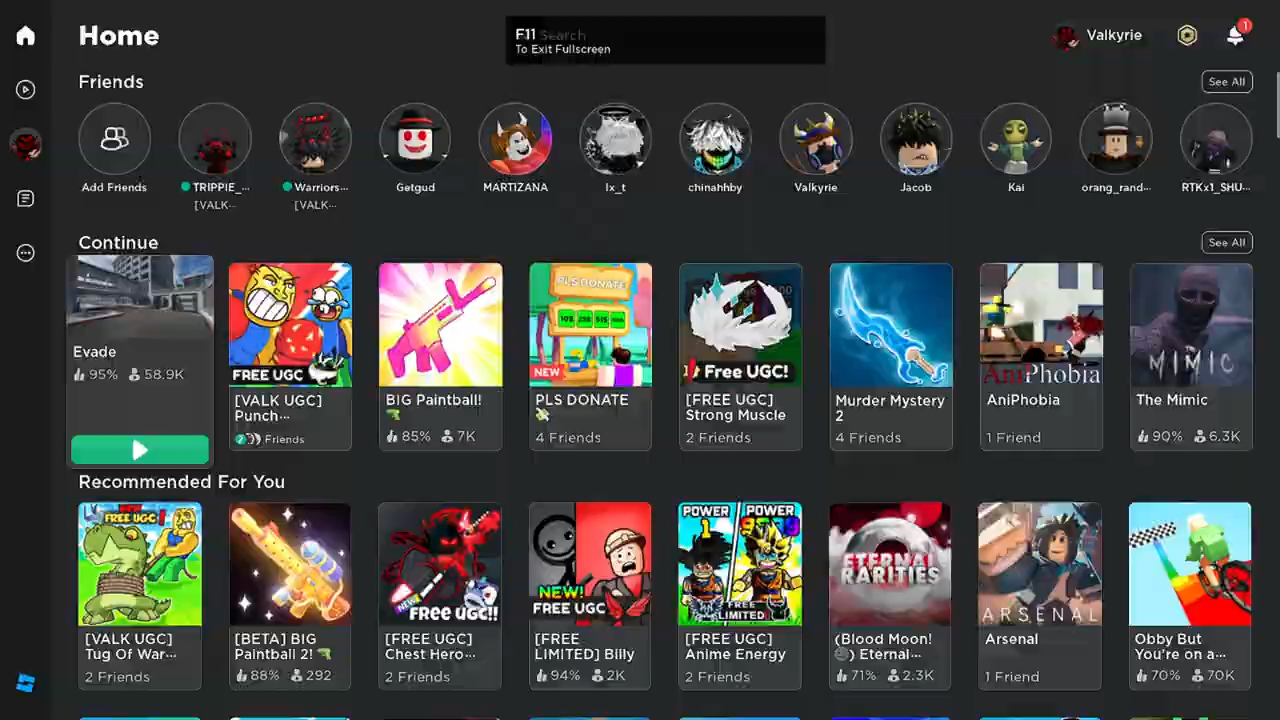 Home
F11 Search
To Exit Fullscreen
Valkyrie
1
Friends
See All
Add Friends
TRIPPIE_...
Warriors...
Getgud
MARTIZANA
lx_t
chinahhby
Valkyrie
Jacob
Kai
orang_rand...
RTKx1_SHU...
[VALK...
[VALK...
Continue
See All
PLS DONATE
NEW
FREE UGC
Free UGC!
AniPhobia
MIMIC
Evade
95% 58.9K
[VALK UGC]
Punch...
2 Friends
BIG Paintball!
85% 7K
PLS DONATE
4 Friends
[FREE UGC]
Strong Muscle
2 Friends
Murder Mystery
2
4 Friends
AniPhobia
1 Friend
The Mimic
90% 6.3K
Recommended For You
FREE UGC!
NEW
FREE UGC!!
NEW!
FREE UGC
POWER
1
POWER
FREE
LIMITED
ETERNAL
RARITIES
ARSENAL
[VALK UGC]
Tug Of War...
2 Friends
[BETA] BIG
Paintball 2!
88% 292
[FREE UGC]
Chest Hero...
2 Friends
[FREE
LIMITED] Billy
94% 2K
[FREE UGC]
Anime Energy
2 Friends
(Blood Moon!
) Eternal...
71% 2.3K
Arsenal
1 Friend
Obby But
You're on a...
70% 70K